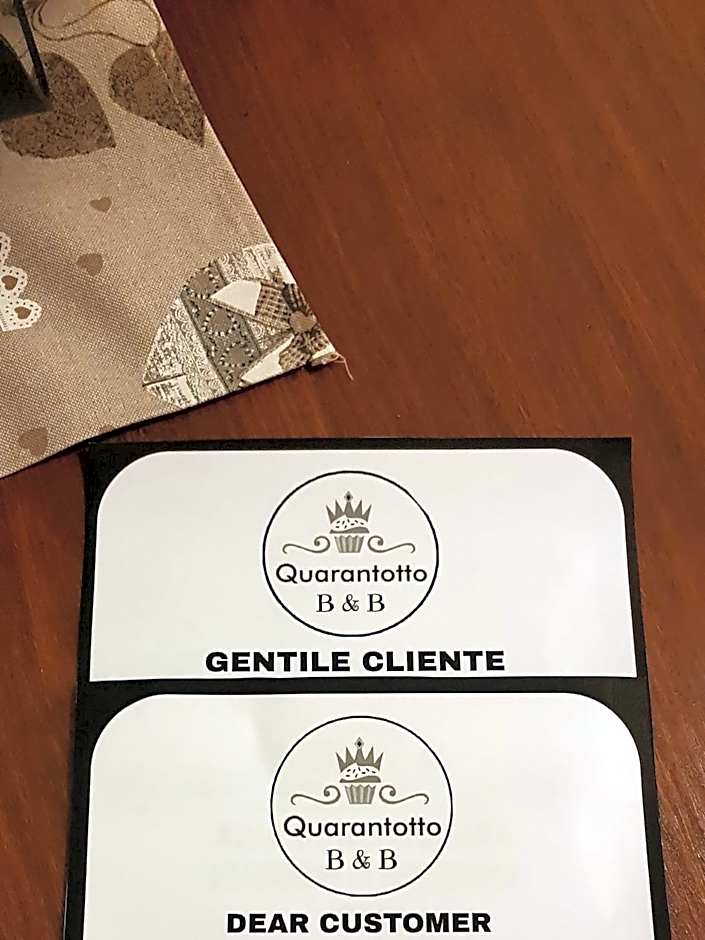 Quarantotto
B & B
GENTILE CLIENTE
Quarantotto
B & B
DEAR CUSTOMER